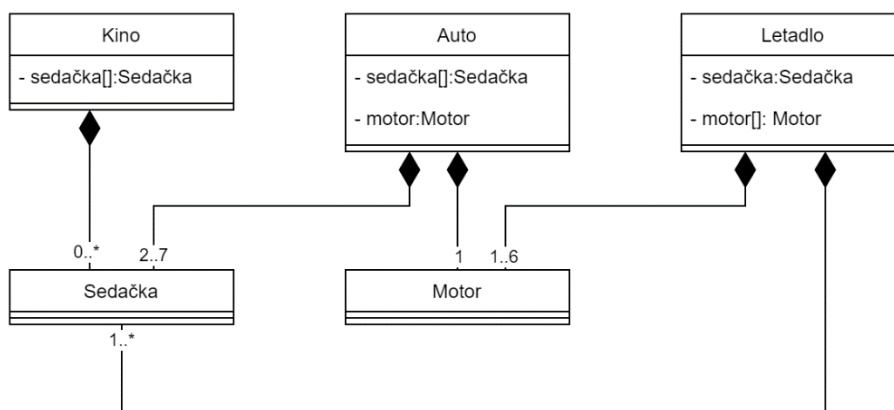 Kino
- sedačka[]:Sedačka
Auto
- sedačka[]:Sedačka
- motor:Motor
Letadlo
- sedačka:Sedačka
- motor[]: Motor
0..*
2..7
1
1..6
Sedačka
Motor
1..*